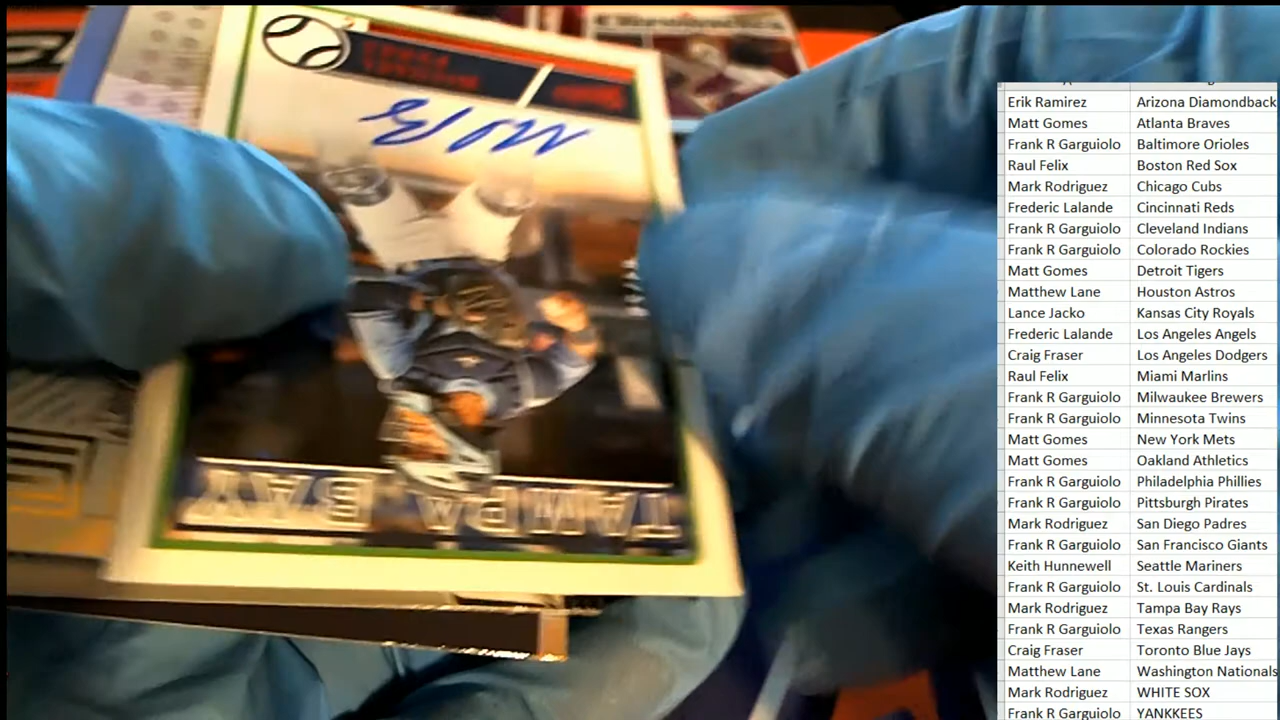 TAMPA BAY
Erik Ramirez Arizona Diamondback
Matt Gomes Atlanta Braves
Frank R Garguiolo Baltimore Orioles
Raul Felix Boston Red Sox
Mark Rodriguez Chicago Cubs
Frederic Lalande Cincinnati Reds
Frank R Garguiolo Cleveland Indians
Frank R Garguiolo Colorado Rockies
Matt Gomes Detroit Tigers
Matthew Lane Houston Astros
Lance Jacko Kansas City Royals
Frederic Lalande Los Angeles Angels
Craig Fraser Los Angeles Dodgers
Raul Felix Miami Marlins
Frank R Garguiolo Milwaukee Brewers
Frank R Garguiolo Minnesota Twins
Matt Gomes New York Mets
Matt Gomes Oakland Athletics
Frank R Garguiolo Philadelphia Phillies
Frank R Garguiolo Pittsburgh Pirates
Mark Rodriguez San Diego Padres
Frank R Garguiolo San Francisco Giants
Keith Hunnewell Seattle Mariners
Frank R Garguiolo St. Louis Cardinals
Mark Rodriguez Tampa Bay Rays
Frank R Garguiolo Texas Rangers
Craig Fraser Toronto Blue Jays
Matthew Lane Washington Nationals
Mark Rodriguez WHITE SOX
Frank R Garguiolo YANKKEES